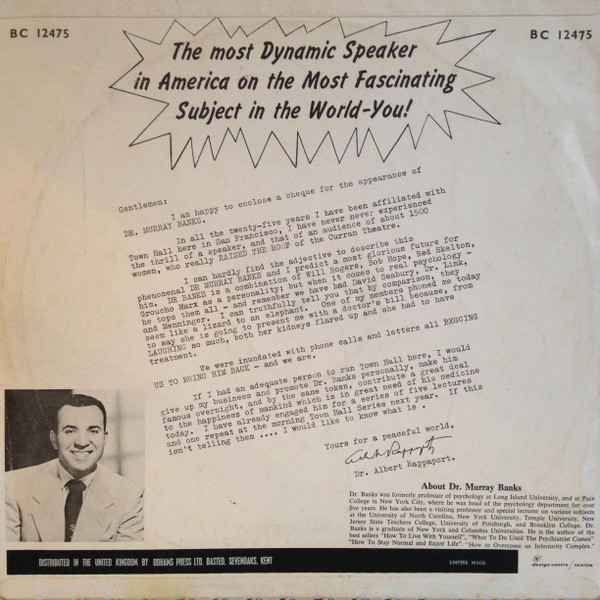 BC 12475
BC 12475
The most Dynamic Speaker
in America on the Most Fascinating
Subject in the World-You!
Gentlemen:
I am happy to enclose a cheque for the appearance of
DR. MURRAY BANKS.
In all the twenty-five years I have been affiliated with
Town Hall here in San Francisco, I have never never experienced
the thrill of a speaker, and that of an audience of about 1500
women, who really RAISED THE ROOF of the Curran Theatre.
I can hardly find the adjective to describe this
phenomenal DR MURRAY BANKS and I predict a most glorious future for
him. DR BANKS is a combination of Will Rogers, Bob Hope, Red Skelton,
Groucho Marx as a personality; but when it comes to real psychology -
he tops them all - and remember we have had David Seabury, Dr. Link,
and Menninger. I can truthfully tell you that by comparison, they
seem like a lizard to an elephant. One of my members phoned me today
to say she is going to present me with a doctor's bill because, from
LAUGHING so much, both her kidneys flared up and she had to have
treatment.
We were inundated with phone calls and letters all BEGGING
US TO BRING HIM BACK - and we are.
If I had an adequate person to run Town Hall here, I would
give up my business and promote Dr. Banks personally, make him
famous overnight, and by the same token, contribute a great deal
to the happiness of mankind which is in great need of his medicine
today. I have already engaged him for a series of five lectures
and one repeat at the morning Town Hall Series next year. If this
isn't telling then .... I would like to know what is .
Yours for a peaceful world,
Dr. Albert Rappaport.
About Dr. Murray Banks
Dr. Banks was formerly professor of psychology at Long Island University, and at Pace
College in New York City, where he was head of the psychology department for over
five years. He has also been a visiting professor and special lecturer on various subjects
at the University of North Carolina, New York University, Temple University, New
Jersey State Teachers College, University of Pittsburgh, and Brooklyn College. Dr.
Banks is a graduate of New York and Columbia Universities. He is the author of the
best sellers "How To Live With Yourself", "What To Do Until The Psychiatrist Comes"
"How To Stay Normal and Enjoy Life". "How to Overcome an Inferiority Complex."
DISTRIBUTED IN THE UNITED KINGDOM BY ODHAMS PRESS LTD. BASTED, SEVENOAKS, KENT
EMPIRE MADE
design centre /